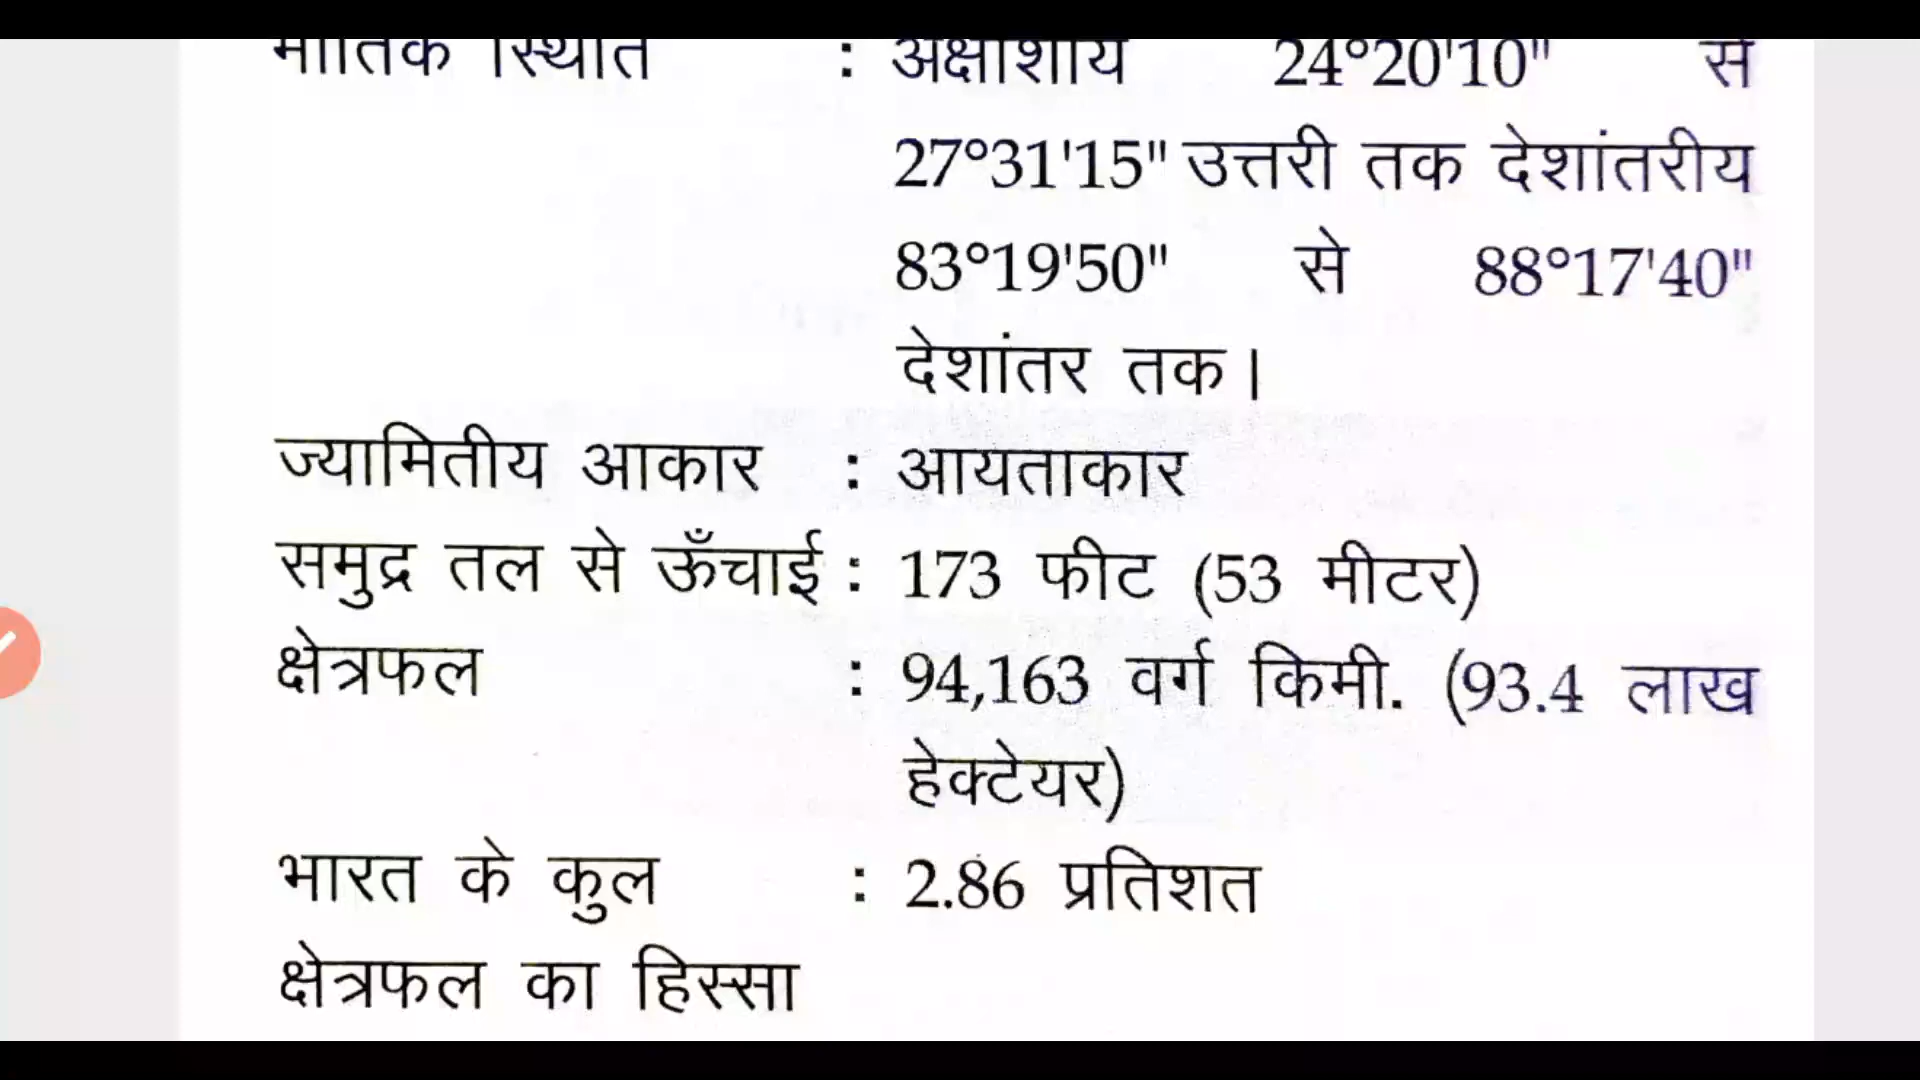 : अक्षांशीय 24°20'10" से
27°31'15" उत्तरी तक देशांतरीय
83°19'50" से 88°17'40"
देशांतर तक।
ज्यामितीय आकार : आयताकार
समुद्र तल से ऊँचाई : 173 फीट (53 मीटर)
क्षेत्रफल : 94,163 वर्ग किमी. (93.4 लाख
हेक्टेयर)
भारत के कुल : 2.86 प्रतिशत
क्षेत्रफल का हिस्सा